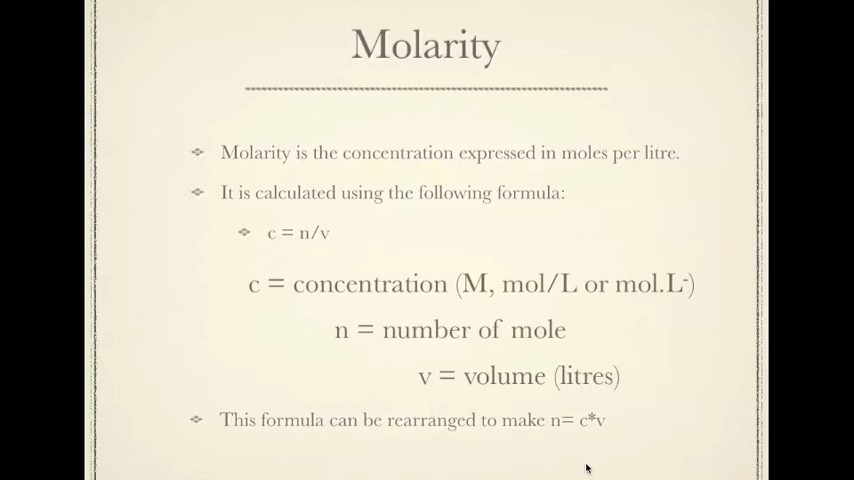 Molarity
Molarity is the concentration expressed in moles per litre.
It is calculated using the following formula:
c = n/v
c = concentration (M, mol/L or mol.L⁻)
n = number of mole
v = volume (litres)
This formula can be rearranged to make n= c*v